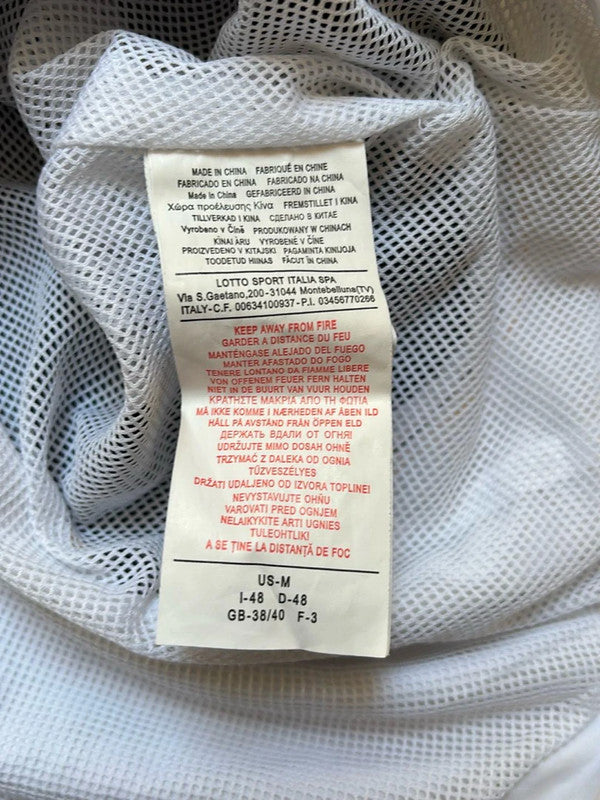 MADE IN CHINA FABRIQUÉ EN CHINE
FABRICADO EN CHINA FABRICADO NA CHINA
Made in China GEFABRICEERD IN CHINA
Χώρα προέλευσης Κίνα FREMSTILLET I KINA
TILLVERKAD I KINA СДЕЛАНО В КИТАЕ
Vyrobeno v Číně PRODUKOWANY W CHINACH
KÍNAI ÁRU VYROBENÉ V ČÍNE
PROIZVEDENO V KITAJSKI PAGAMINTA KINIJOJA
TOODETUD HIINAS FĂCUT ÎN CHINA
LOTTO SPORT ITALIA SPA
Via S.Gaetano,200-31044 Montebelluna(TV)
ITALY-C.F. 00634100937-P.I. 03456770266
KEEP AWAY FROM FIRE
GARDER A DISTANCE DU FEU
MANTÉNGASE ALEJADO DEL FUEGO
MANTER AFASTADO DO FOGO
TENERE LONTANO DA FIAMME LIBERE
VON OFFENEM FEUER FERN HALTEN
NIET IN DE BUURT VAN VUUR HOUDEN
ΚΡΑΤΗΣΤΕ ΜΑΚΡΙΑ ΑΠΟ ΤΗ ΦΩΤΙΑ
MÅ IKKE KOMME I NÆRHEDEN AF ÅBEN ILD
HÅLL PÅ AVSTÅND FRÅN ÖPPEN ELD
ДЕРЖАТЬ ВДАЛИ ОТ ОГНЯ!
UDRŽUJTE MIMO DOSAH OHNĚ
TRZYMAĆ Z DALEKA OD OGNIA
TŰZVESZÉLYES
DRŽATI UDALJENO OD IZVORA TOPLINE!
NEVYSTAVUJTE OHŇU
VAROVATI PRED OGNJEM
NELAIKYKITE ARTI UGNIES
TULEOHTLIK!
A SE ŢINE LA DISTANŢĂ DE FOC
US-M
I-48 D-48
GB-38/40 F-3